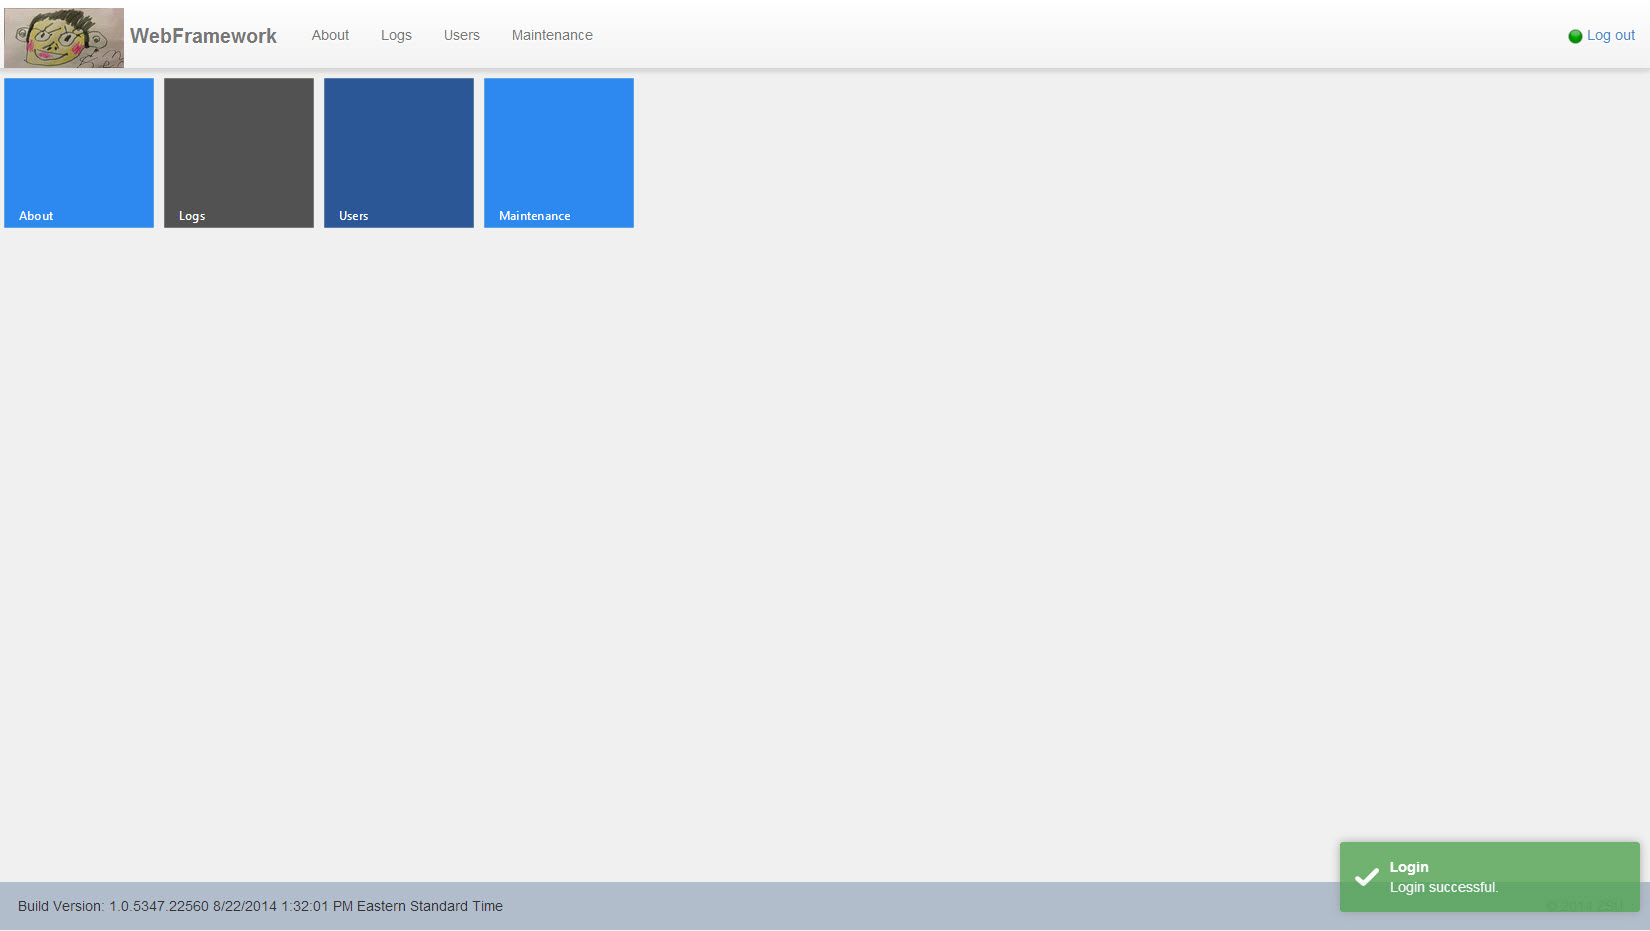 WebFramework About Logs Users Maintenance Log out
About Logs Users Maintenance
Login
Login successful.
Build Version: 1.0.5347.22560 8/22/2014 1:32:01 PM Eastern Standard Time © 2014 ZSU